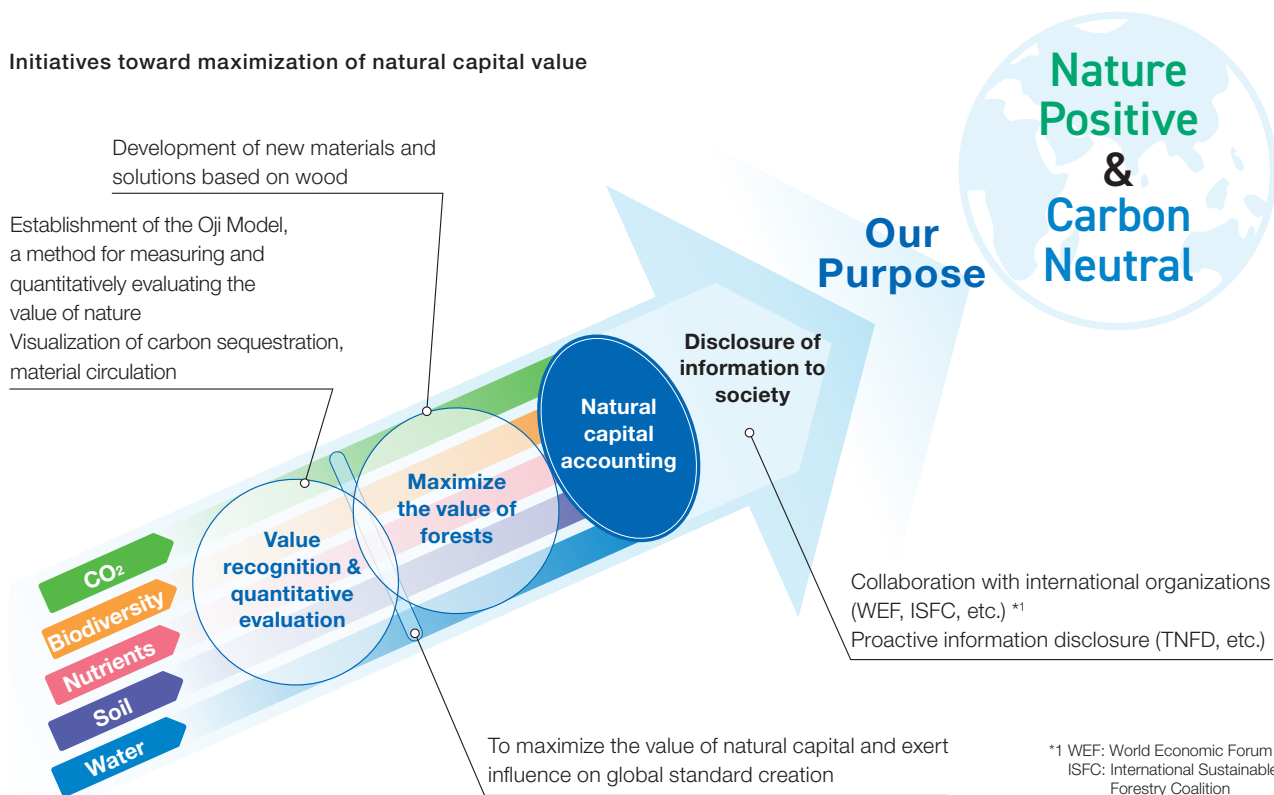 Initiatives toward maximization of natural capital value
Nature
Positive
&
Carbon
Neutral
Our
Purpose
Development of new materials and
solutions based on wood
Establishment of the Oji Model,
a method for measuring and
quantitatively evaluating the
value of nature
Visualization of carbon sequestration,
material circulation
Disclosure of
information to
society
Natural
capital
accounting
Maximize
the value of
forests
Value
recognition &
quantitative
evaluation
CO₂
Biodiversity
Nutrients
Soil
Water
Collaboration with international organizations
(WEF, ISFC, etc.) *1
Proactive information disclosure (TNFD, etc.)
To maximize the value of natural capital and exert
influence on global standard creation
*1 WEF: World Economic Forum
ISFC: International Sustainable
Forestry Coalition